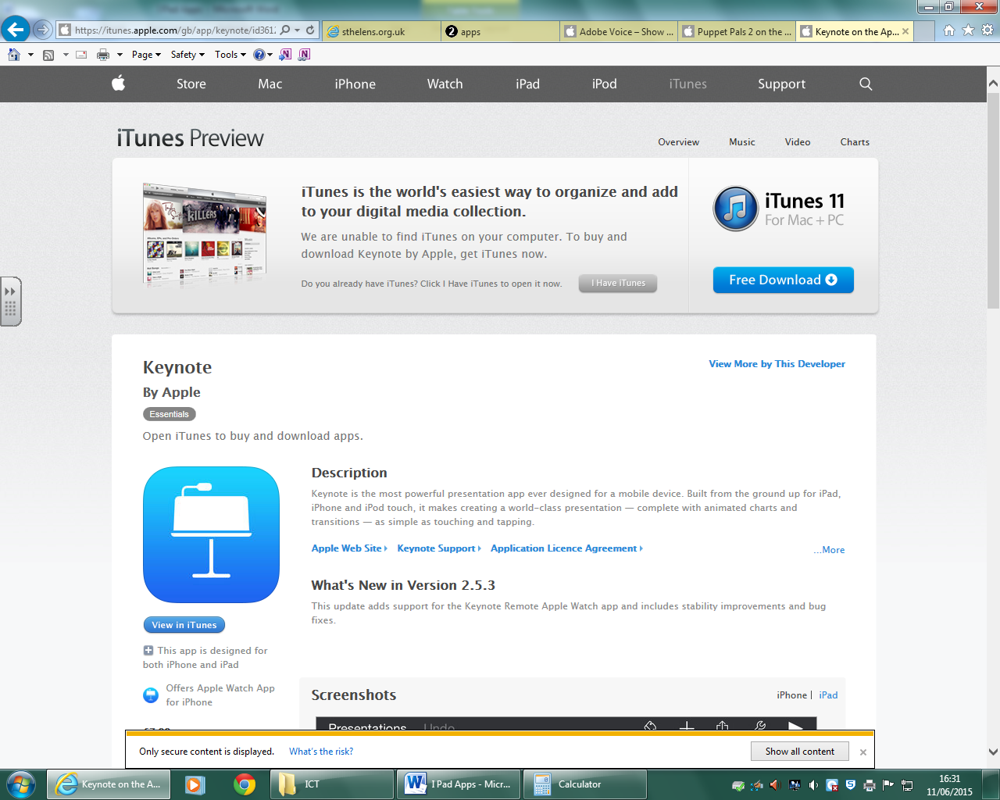 https://itunes.apple.com/gb/app/keynote/id361
sthelens.org.uk
apps
Adobe Voice – Show ...
Puppet Pals 2 on the ...
Keynote on the Ap...
Page
Safety
Tools
Store
Mac
iPhone
Watch
iPad
iPod
iTunes
Support
iTunes Preview
Overview
Music
Video
Charts
iTunes is the world's easiest way to organize and add
to your digital media collection.
We are unable to find iTunes on your computer. To buy and
download Keynote by Apple, get iTunes now.
Do you already have iTunes? Click I Have iTunes to open it now.
I Have iTunes
KILLERS
iTunes 11
For Mac + PC
Free Download
Keynote
View More by This Developer
By Apple
Essentials
Open iTunes to buy and download apps.
Description
Keynote is the most powerful presentation app ever designed for a mobile device. Built from the ground up for iPad,
iPhone and iPod touch, it makes creating a world-class presentation — complete with animated charts and
transitions — as simple as touching and tapping.
Apple Web Site
Keynote Support
Application Licence Agreement
...More
What's New in Version 2.5.3
This update adds support for the Keynote Remote Apple Watch app and includes stability improvements and bug
fixes.
View in iTunes
This app is designed for
both iPhone and iPad
Offers Apple Watch App
for iPhone
Screenshots
iPhone |
iPad
Presentations
Undo
Only secure content is displayed.
What's the risk?
Show all content
Keynote on the A...
ICT
I Pad Apps - Micr...
Calculator
16:31
11/06/2015